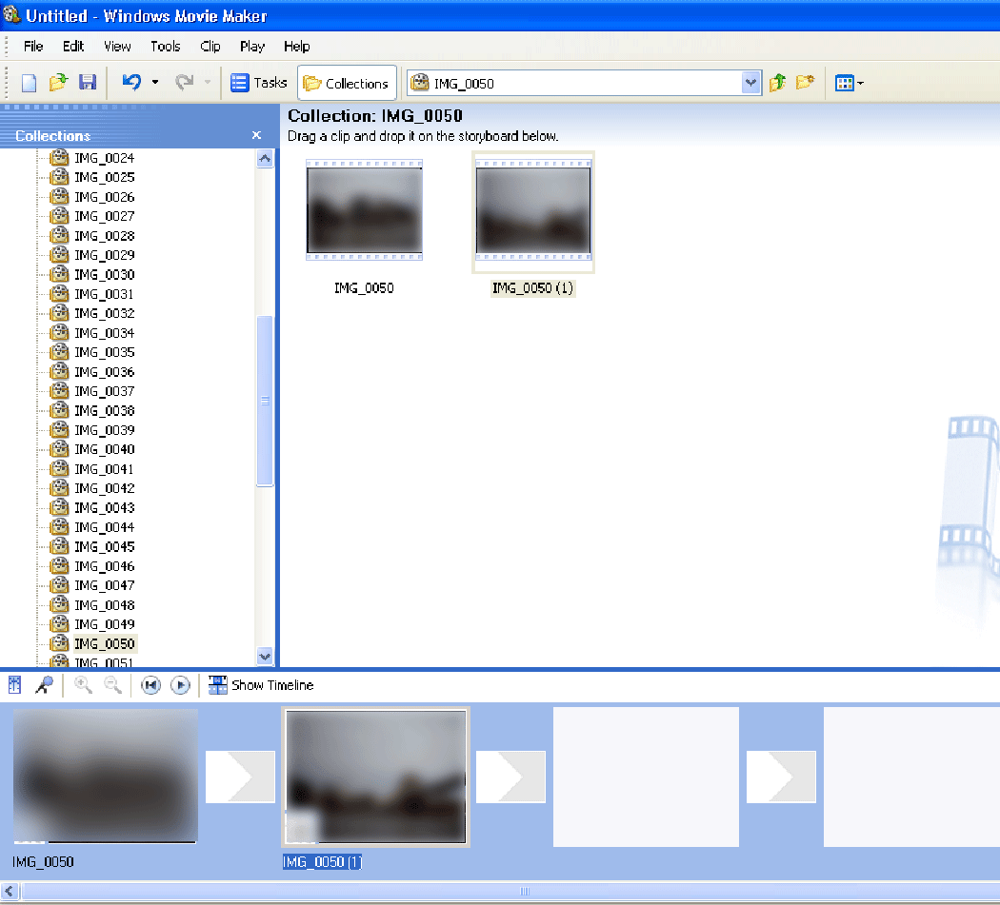 Untitled - Windows Movie Maker
File Edit View Tools Clip Play Help
Tasks Collections IMG_0050
Collections
Collection: IMG_0050
Drag a clip and drop it on the storyboard below.
IMG_0024
IMG_0025
IMG_0026
IMG_0027
IMG_0028
IMG_0029
IMG_0030
IMG_0031
IMG_0032
IMG_0034
IMG_0035
IMG_0036
IMG_0037
IMG_0038
IMG_0039
IMG_0040
IMG_0041
IMG_0042
IMG_0043
IMG_0044
IMG_0045
IMG_0046
IMG_0047
IMG_0048
IMG_0049
IMG_0050
IMG_0051
IMG_0050 IMG_0050 (1)
Show Timeline
IMG_0050 IMG_0050 (1)